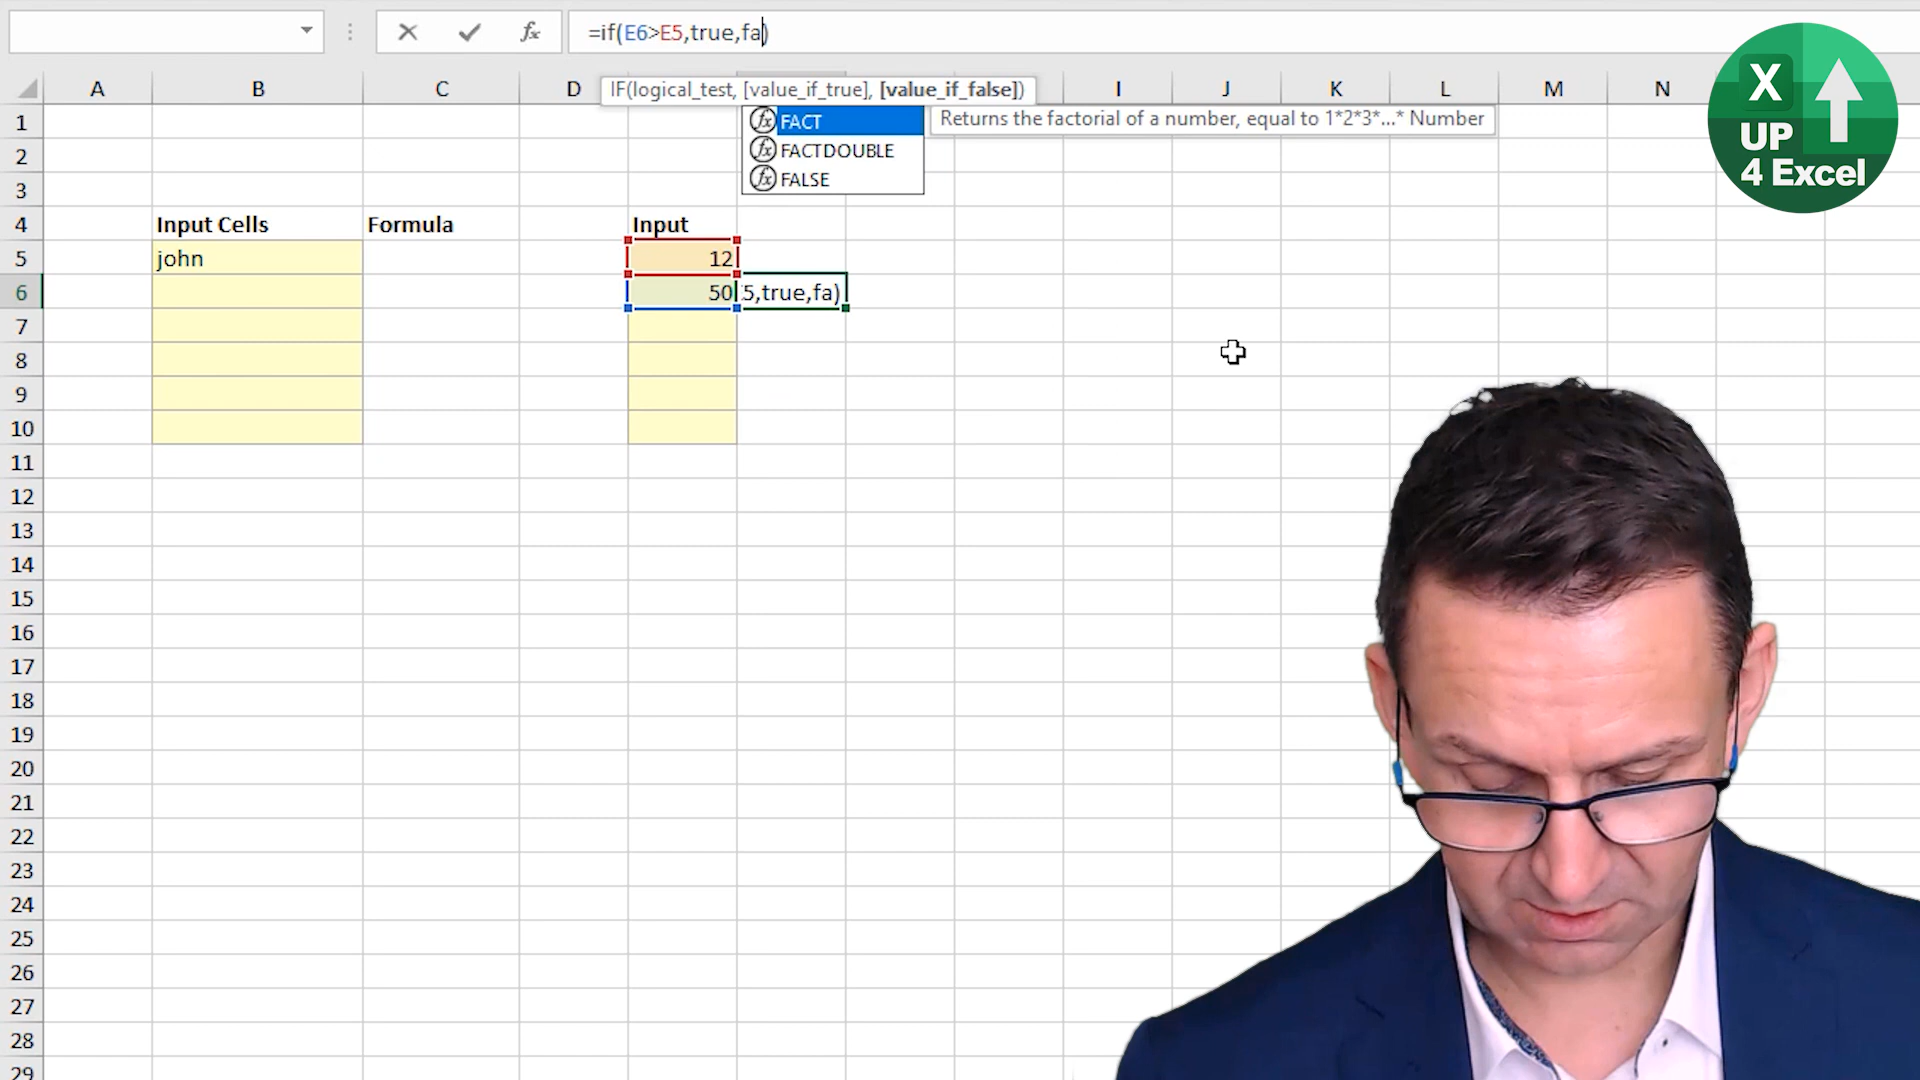 =if(E6>E5,true,fa)
IF(logical_test, [value_if_true], [value_if_false])
A B C D I J K L M N
FACT
Returns the factorial of a number, equal to 1*2*3*...* Number
FACTDOUBLE
FALSE
X
UP
4 Excel
1
2
3
4 Input Cells Formula Input
5 john 12
6 50 5,true,fa)
7
8
9
10
11
12
13
14
15
16
17
18
19
20
21
22
23
24
25
26
27
28
29